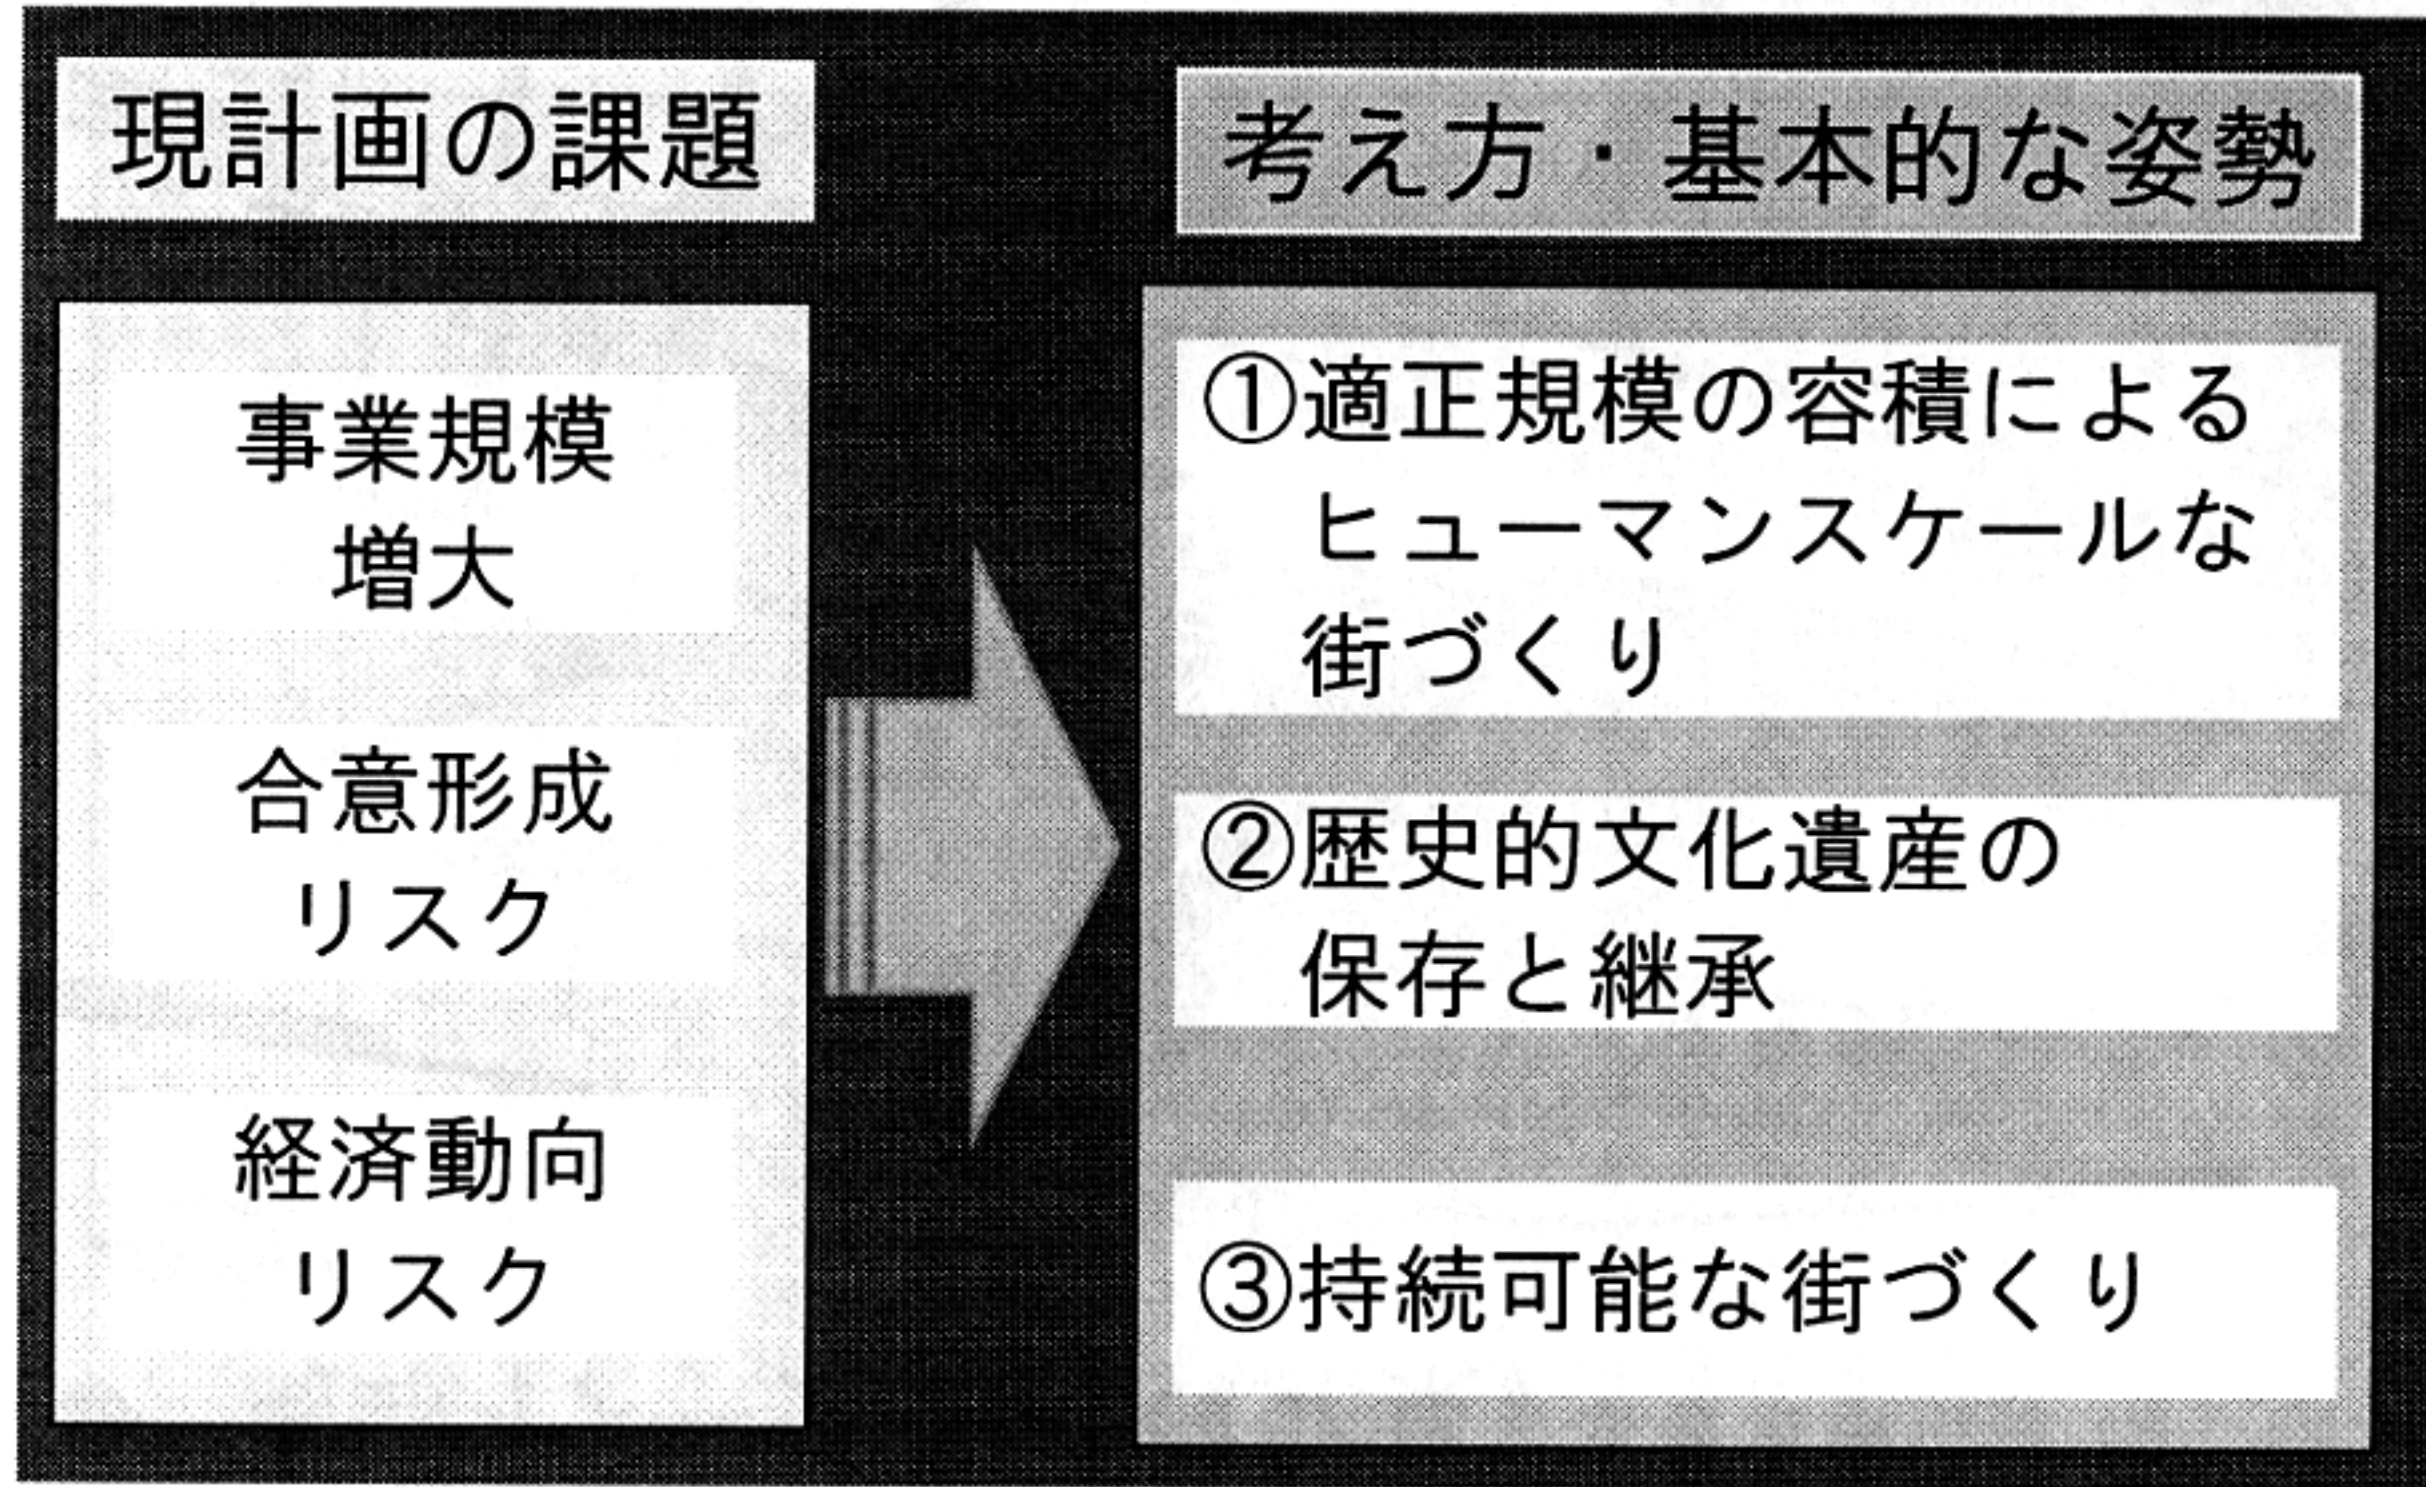 現計画の課題
事業規模
増大
合意形成
リスク
経済動向
リスク
考え方・基本的な姿勢
①適正規模の容積による
ヒューマンスケールな
街づくり
②歴史的文化遺産の
保存と継承
③持続可能な街づくり